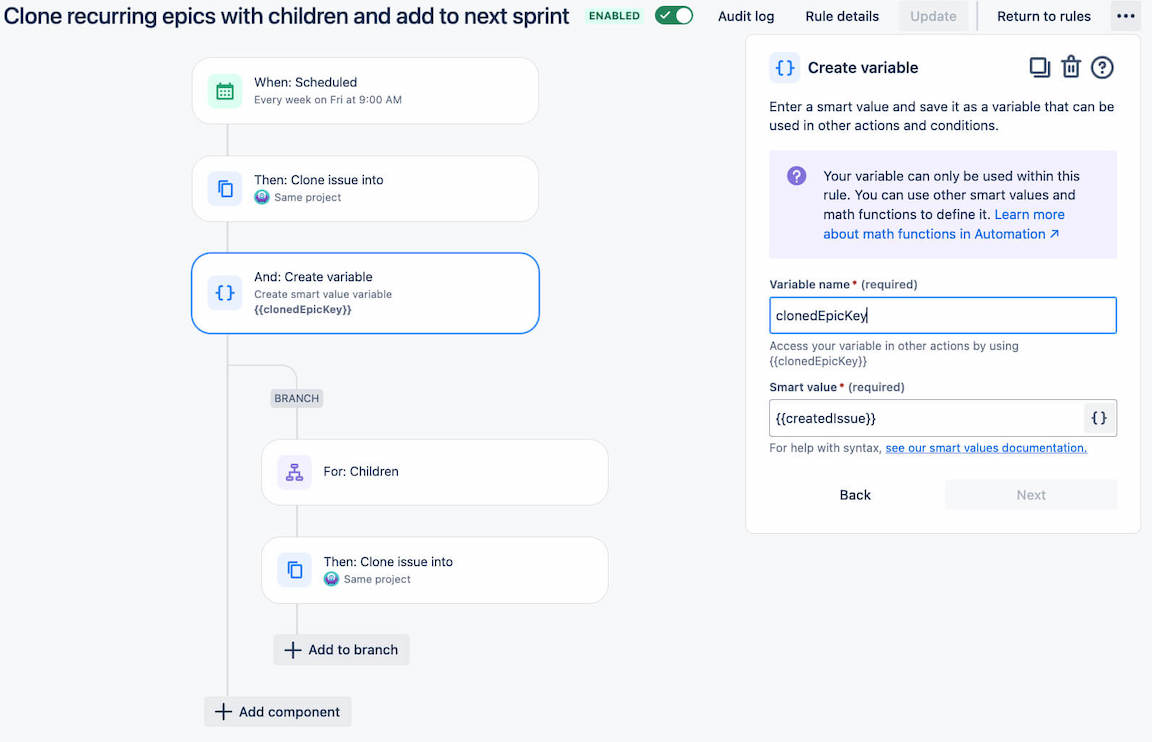 Clone recurring epics with children and add to next sprint
ENABLED
Audit log
Rule details
Update
Return to rules
When: Scheduled
Every week on Fri at 9:00 AM
Then: Clone issue into
Same project
And: Create variable
Create smart value variable
{{clonedEpicKey}}
BRANCH
For: Children
Then: Clone issue into
Same project
Add to branch
Add component
Create variable
Enter a smart value and save it as a variable that can be
used in other actions and conditions.
Your variable can only be used within this
rule. You can use other smart values and
math functions to define it. Learn more
about math functions in Automation ↗
Variable name* (required)
clonedEpicKey
Access your variable in other actions by using
{{clonedEpicKey}}
Smart value* (required)
{{createdIssue}}
{}
For help with syntax, see our smart values documentation.
Back
Next